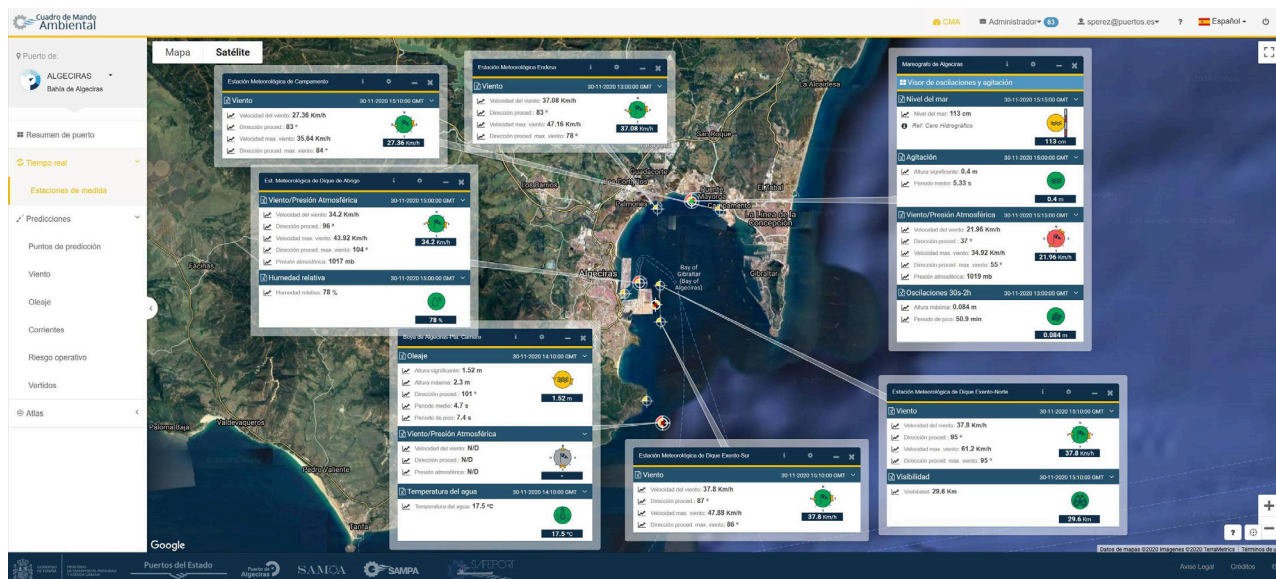 Cuadro de Mando
Ambiental
CMA
Administrador 63
sperez@puertos.es
?
Español
Puerto de:
ALGECIRAS
Bahía de Algeciras
Resumen de puerto
Tiempo real
Estaciones de medida
Predicciones
Puntos de predicción
Viento
Oleaje
Corrientes
Riesgo operativo
Vertidos
Atlas
Mapa Satélite
Estación Meteorológica de Campamento
Viento 30-11-2020 15:10:00 GMT
Velocidad del viento: 27.36 Km/h
Dirección proced.: 83 º
Velocidad max. viento: 35.64 Km/h
Dirección proced. max. viento: 84 º
27.36 Km/h
Estación Meteorológica Endesa
Viento 30-11-2020 13:00:00 GMT
Velocidad del viento: 37.08 Km/h
Dirección proced.: 83 º
Velocidad max. viento: 47.16 Km/h
Dirección proced. max. viento: 78 º
37.08 Km/h
Est. Meteorológica de Dique de Abrigo
Viento/Presión Atmosférica 30-11-2020 15:00:00 GMT
Velocidad del viento: 34.2 Km/h
Dirección proced.: 96 º
Velocidad max. viento: 43.92 Km/h
Dirección proced. max. viento: 104 º
Presión atmosférica: 1017 mb
34.2 Km/h
Humedad relativa 30-11-2020 15:00:00 GMT
Humedad relativa: 78 %
78 %
Boya de Algeciras-Pta. Carnero
Oleaje 30-11-2020 14:10:00 GMT
Altura significante: 1.52 m
Altura máxima: 2.3 m
Dirección proced.: 101 º
Periodo medio: 4.7 s
Periodo de pico: 7.4 s
1.52 m
Viento/Presión Atmosférica
Velocidad del viento: N/D
Dirección proced.: N/D
Presión atmosférica: N/D
Temperatura del agua 30-11-2020 14:10:00 GMT
Temperatura del agua: 17.5 ºC
17.5 ºC
Mareografo de Algeciras
Visor de oscilaciones y agitación
Nivel del mar 30-11-2020 15:15:00 GMT
Nivel del mar: 113 cm
Ref. Cero Hidrográfico
113 cm
Agitación 30-11-2020 15:00:00 GMT
Altura significante: 0.4 m
Periodo medio: 5.33 s
0.4 m
Viento/Presión Atmosférica 30-11-2020 15:15:00 GMT
Velocidad del viento: 21.96 Km/h
Dirección proced.: 37 º
Velocidad max. viento: 34.92 Km/h
Dirección proced. max. viento: 55 º
Presión atmosférica: 1019 mb
21.96 Km/h
Oscilaciones 30s-2h 30-11-2020 13:00:00 GMT
Altura máxima: 0.084 m
Periodo de pico: 50.9 min
0.084 m
Estación Meteorológica de Dique Exento-Sur
Viento 30-11-2020 15:10:00 GMT
Velocidad del viento: 37.8 Km/h
Dirección proced.: 87 º
Velocidad max. viento: 47.88 Km/h
Dirección proced. max. viento: 86 º
37.8 Km/h
Estación Meteorológica de Dique Exento-Norte
Viento 30-11-2020 15:10:00 GMT
Velocidad del viento: 37.8 Km/h
Dirección proced.: 95 º
Velocidad max. viento: 61.2 Km/h
Dirección proced. max. viento: 95 º
37.8 Km/h
Visibilidad 30-11-2020 15:10:00 GMT
Visibilidad: 29.6 Km
29.6 Km
La Alcaidesa
San Roque
Guadacorte
Los Barrios
Palmones
Puente Mayorga
Campamento
El Zabal
La Línea de la Concepción
Algeciras
Bay of
Gibraltar
(Bay of
Algeciras)
Gibraltar
Facinas
Paloma Baja
Valdevaqueros
Pedro Valiente
Tarifa
Google
Datos de mapas ©2020 Imágenes ©2020 TerraMetrics Términos de
GOBIERNO DE ESPAÑA
Puertos del Estado
Puerto de
Algeciras
SAMOA
SAMPA
SAFEPORT
Aviso Legal
Créditos